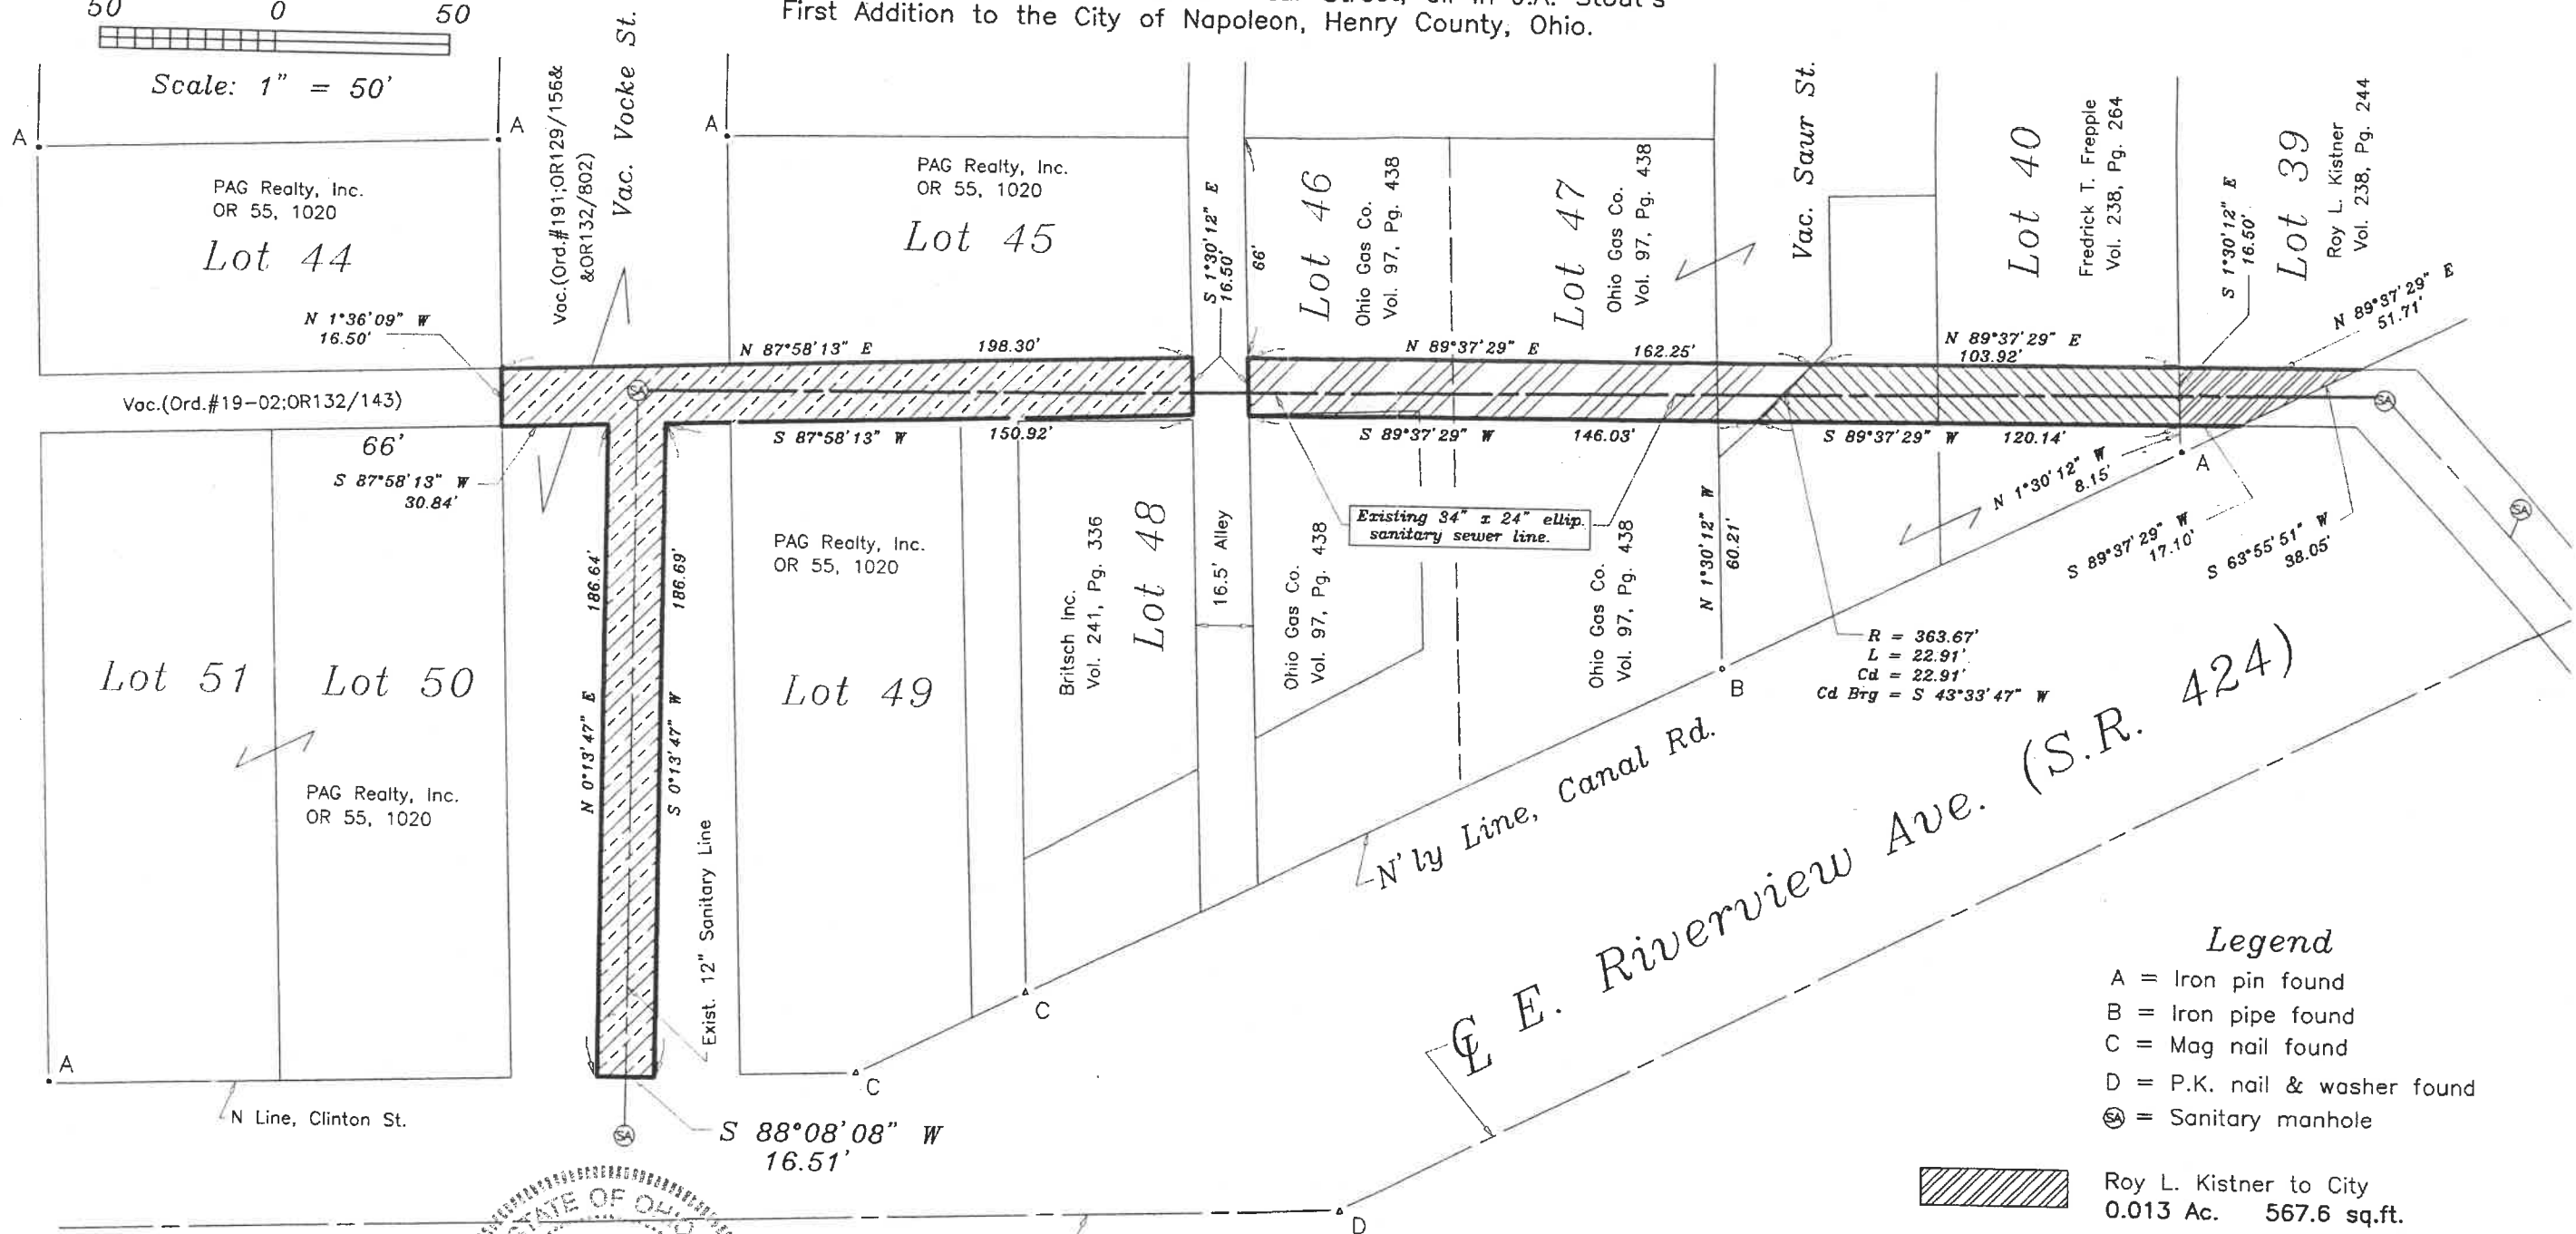 50 0 50
Scale: 1" = 50'
First Addition to the City of Napoleon, Henry County, Ohio.
A
A
A
PAG Realty, Inc.
OR 55, 1020
Lot 44
Vac.(Ord.#191;OR129/156&
&OR132/802)
Vac. Vocke St.
PAG Realty, Inc.
OR 55, 1020
Lot 45
S 1°30'12" E
16.50'
66'
Lot 46
Ohio Gas Co.
Vol. 97, Pg. 438
Lot 47
Ohio Gas Co.
Vol. 97, Pg. 438
Vac. Saur St.
Lot 40
Fredrick T. Frepple
Vol. 238, Pg. 264
S 1°30'12" E
16.50'
Lot 39
Roy L. Kistner
Vol. 238, Pg. 244
N 89°37'29" E
51.71'
N 1°36'09" W
16.50'
N 87°58'13" E 198.30'
N 89°37'29" E 162.25'
N 89°37'29" E
103.92'
Vac.(Ord.#19-02;OR132/143)
SA
SA
66'
S 87°58'13" W
30.84'
S 87°58'13" W 150.92'
S 89°37'29" W 146.03'
S 89°37'29" W 120.14'
N 1°30'12" W
8.15'
A
S 89°37'29" W
17.10'
S 63°55'51" W
38.05'
SA
186.64'
N 0°13'47" E
186.69'
S 0°13'47" W
PAG Realty, Inc.
OR 55, 1020
Lot 49
Britsch Inc.
Vol. 241, Pg. 336
Lot 48
16.5' Alley
Existing 34" x 24" ellip.
sanitary sewer line.
Ohio Gas Co.
Vol. 97, Pg. 438
Ohio Gas Co.
Vol. 97, Pg. 438
N 1°30'12" W
60.21'
R = 363.67'
L = 22.91'
Cd = 22.91'
Cd Brg = S 43°33'47" W
B
Lot 51
Lot 50
PAG Realty, Inc.
OR 55, 1020
Exist. 12" Sanitary Line
N'ly Line, Canal Rd.
℄ E. Riverview Ave. (S.R. 424)
A
C
C
N Line, Clinton St.
SA
S 88°08'08" W
16.51'
D
STATE OF OHIO
Legend
A = Iron pin found
B = Iron pipe found
C = Mag nail found
D = P.K. nail & washer found
SA = Sanitary manhole
Roy L. Kistner to City
0.013 Ac. 567.6 sq.ft.